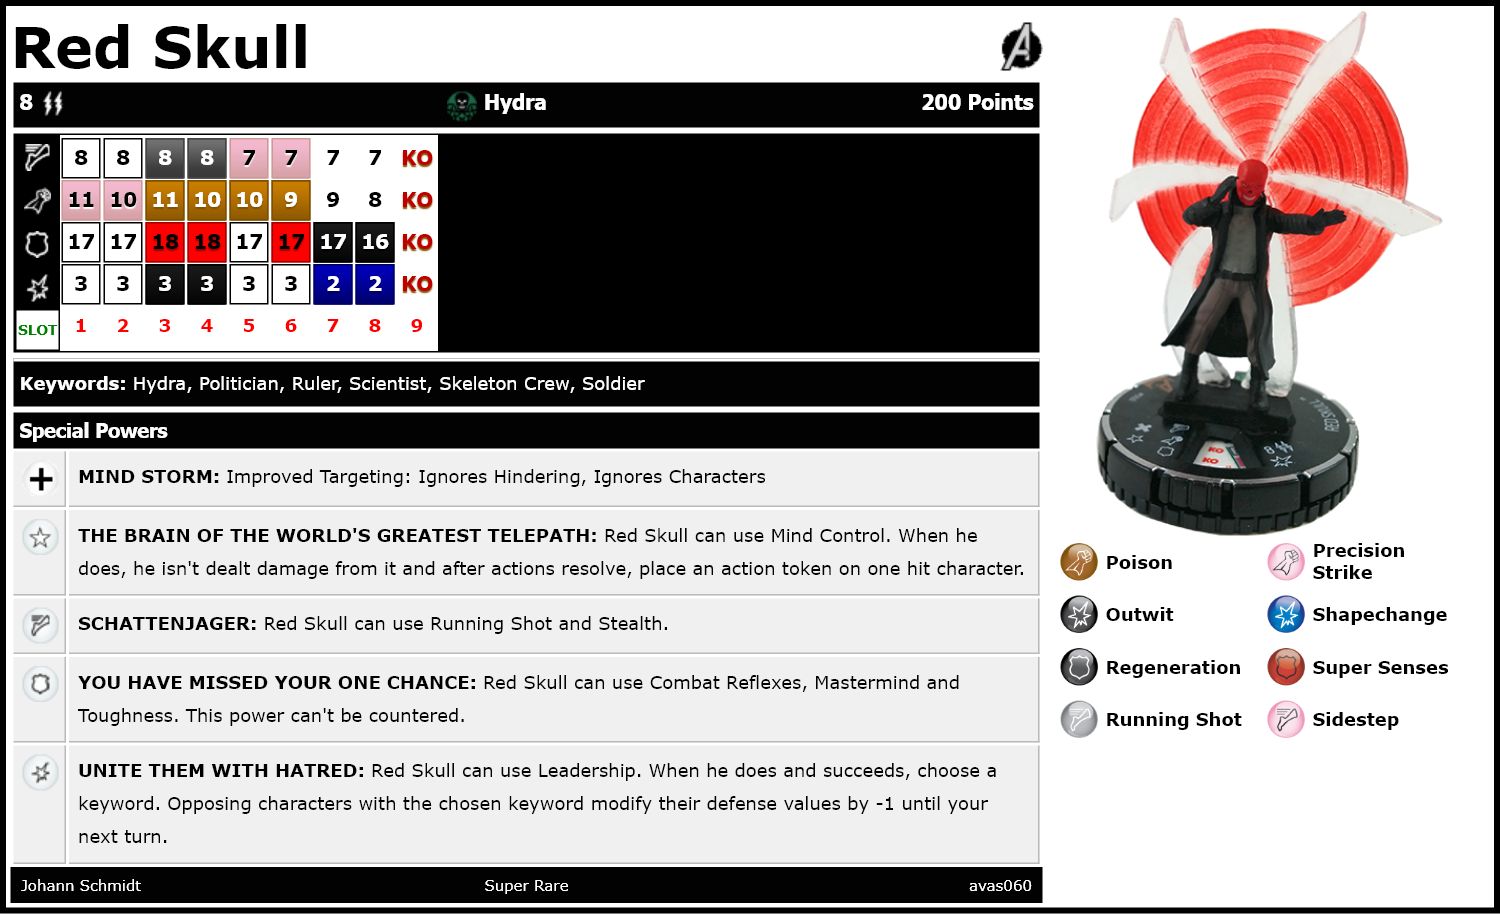 Red Skull
8 Hydra 200 Points
8 8 8 8 7 7 7 7 KO
11 10 11 10 10 9 9 8 KO
17 17 18 18 17 17 17 16 KO
3 3 3 3 3 3 2 2 KO
SLOT 1 2 3 4 5 6 7 8 9
Keywords: Hydra, Politician, Ruler, Scientist, Skeleton Crew, Soldier
Special Powers
MIND STORM: Improved Targeting: Ignores Hindering, Ignores Characters
THE BRAIN OF THE WORLD'S GREATEST TELEPATH: Red Skull can use Mind Control. When he
does, he isn't dealt damage from it and after actions resolve, place an action token on one hit character.
SCHATTENJAGER: Red Skull can use Running Shot and Stealth.
YOU HAVE MISSED YOUR ONE CHANCE: Red Skull can use Combat Reflexes, Mastermind and
Toughness. This power can't be countered.
UNITE THEM WITH HATRED: Red Skull can use Leadership. When he does and succeeds, choose a
keyword. Opposing characters with the chosen keyword modify their defense values by -1 until your
next turn.
Johann Schmidt Super Rare avas060
RED SKULL
8
KO
KO
Poison
Precision
Strike
Outwit
Shapechange
Regeneration
Super Senses
Running Shot
Sidestep